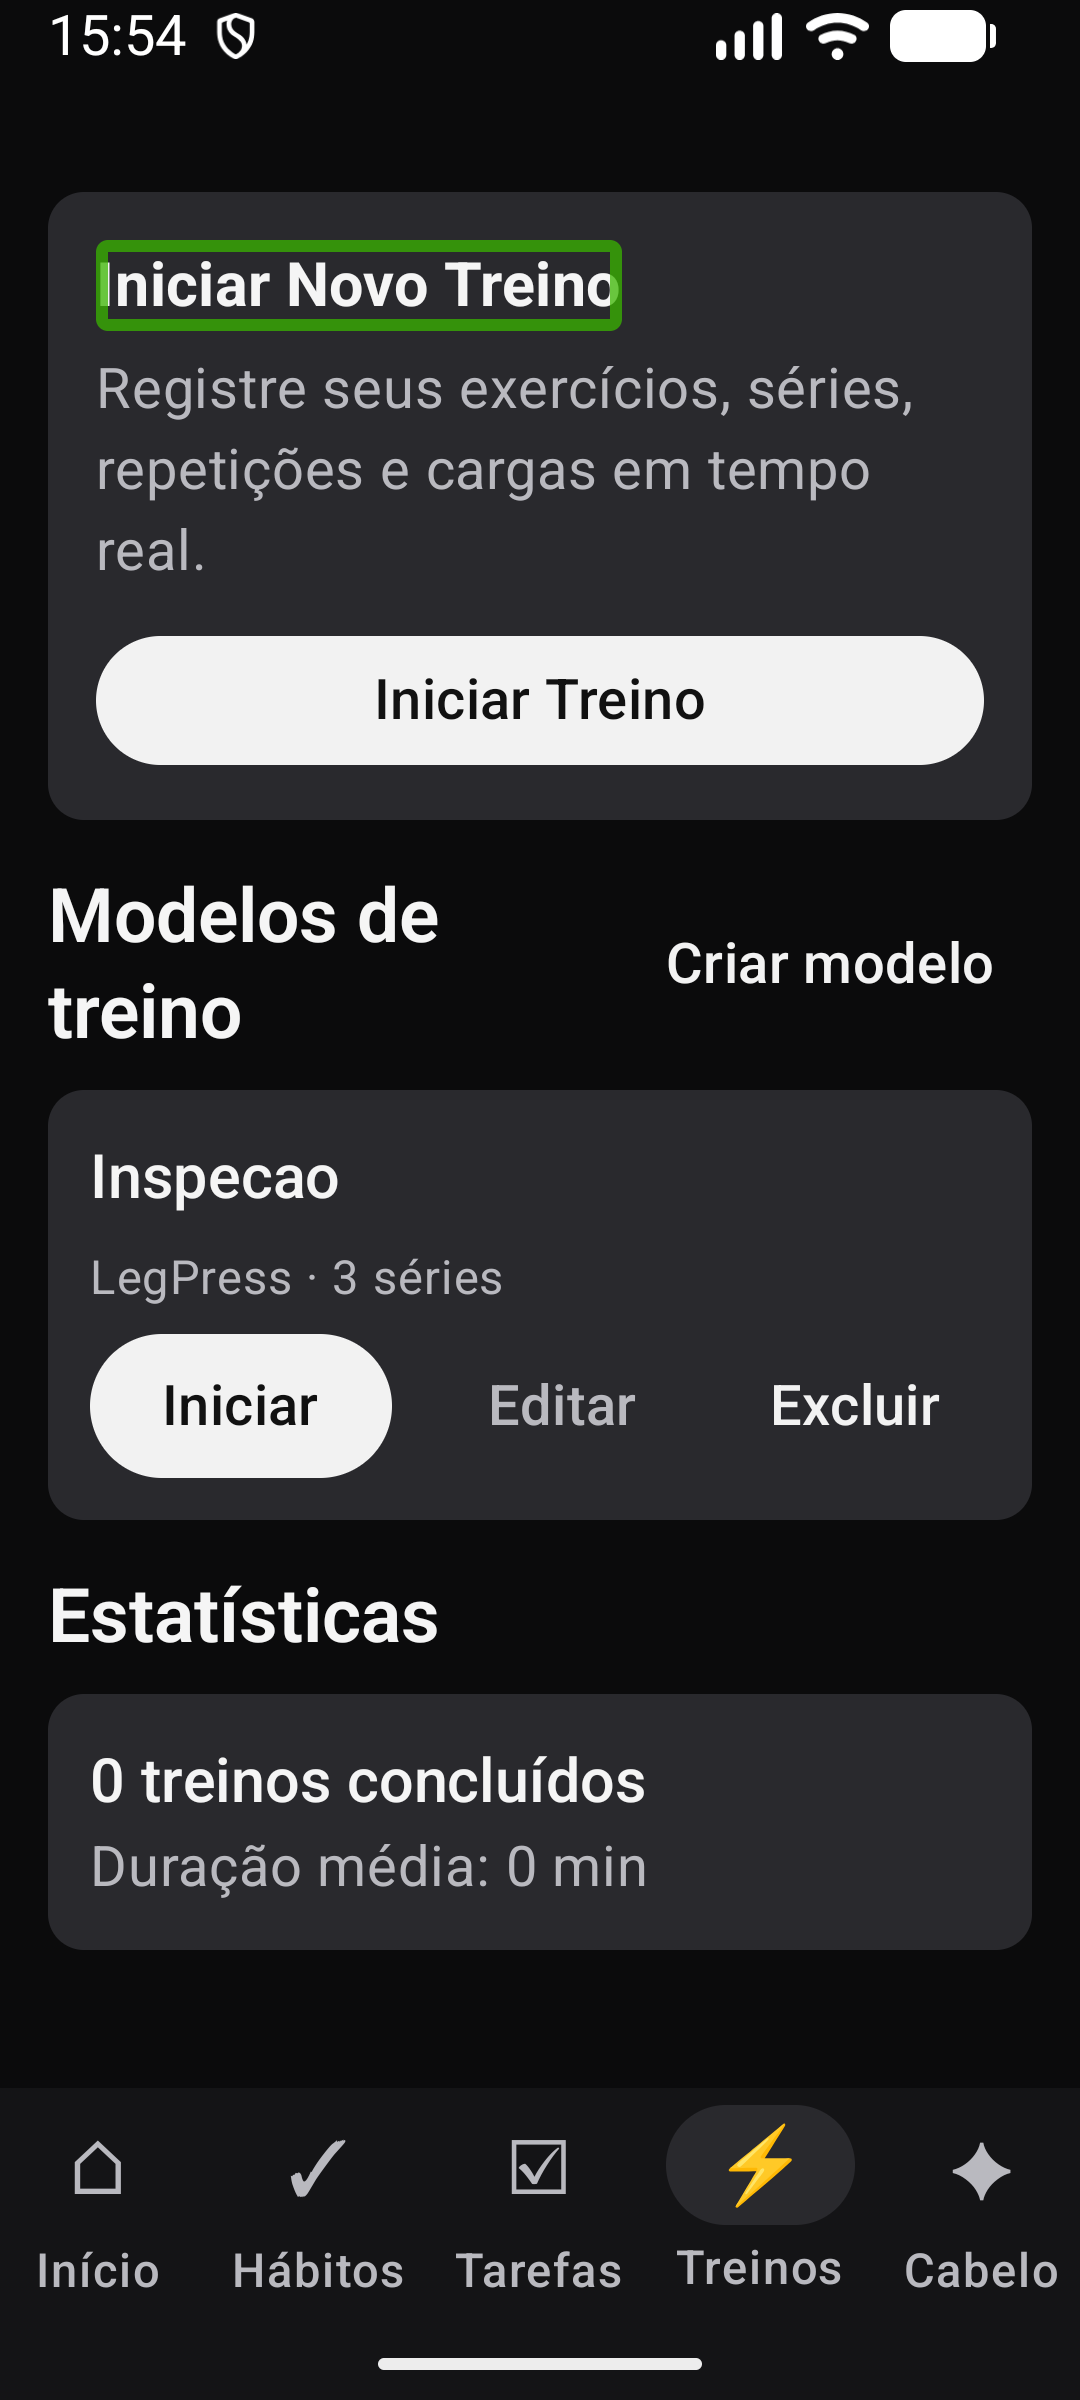 15:54
Iniciar Novo Treino
Registre seus exercícios, séries,
repetições e cargas em tempo
real.
Iniciar Treino
Modelos de
treino
Criar modelo
Inspecao
LegPress · 3 séries
Iniciar Editar Excluir
Estatísticas
0 treinos concluídos
Duração média: 0 min
Início Hábitos Tarefas Treinos Cabelo